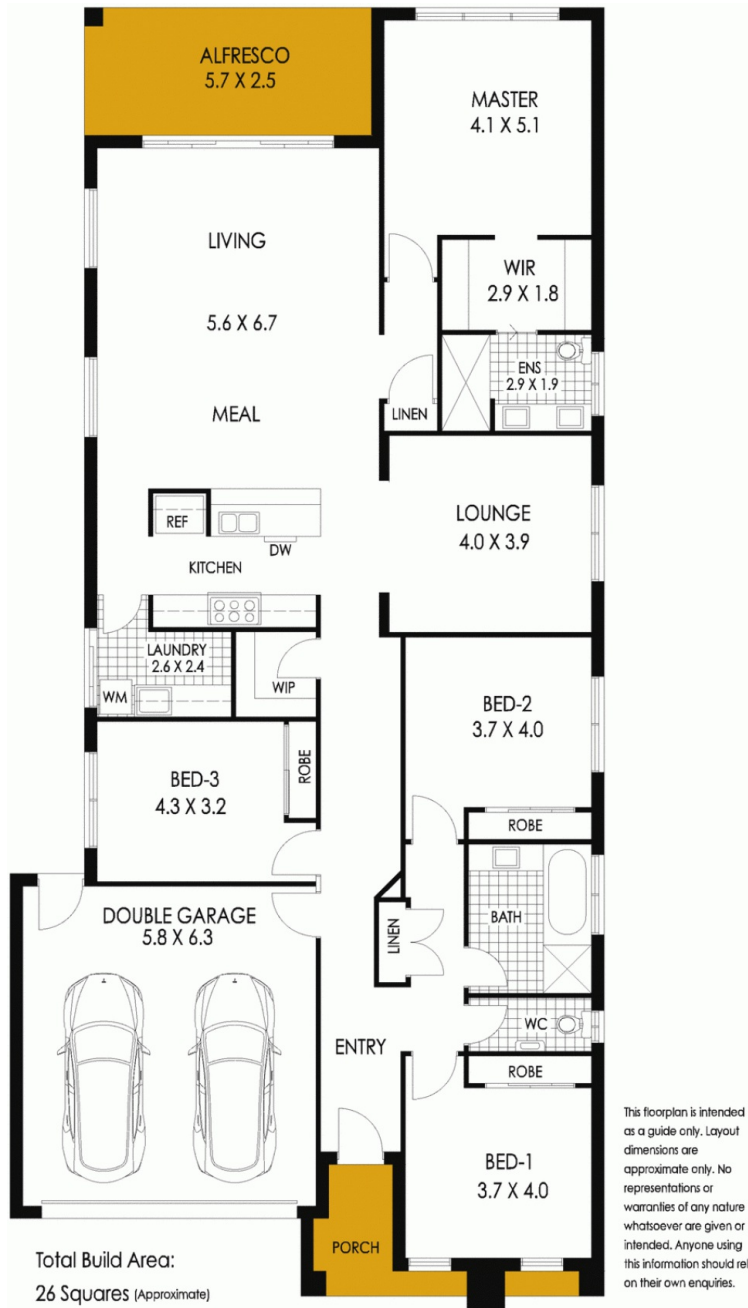 ALFRESCO
5.7 X 2.5
MASTER
4.1 X 5.1
LIVING
WIR
2.9 X 1.8
5.6 X 6.7
ENS
2.9 X 1.9
MEAL
LINEN
REF
LOUNGE
4.0 X 3.9
DW
KITCHEN
LAUNDRY
2.6 X 2.4
WM
WIP
BED-2
3.7 X 4.0
ROBE
BED-3
4.3 X 3.2
ROBE
DOUBLE GARAGE
5.8 X 6.3
BATH
LINEN
WC
ENTRY
ROBE
BED-1
3.7 X 4.0
PORCH
This floorplan is intended
as a guide only. Layout
dimensions are
approximate only. No
representations or
warranties of any nature
whatsoever are given or
intended. Anyone using
this information should rel
on their own enquiries.
Total Build Area:
26 Squares (Approximate)